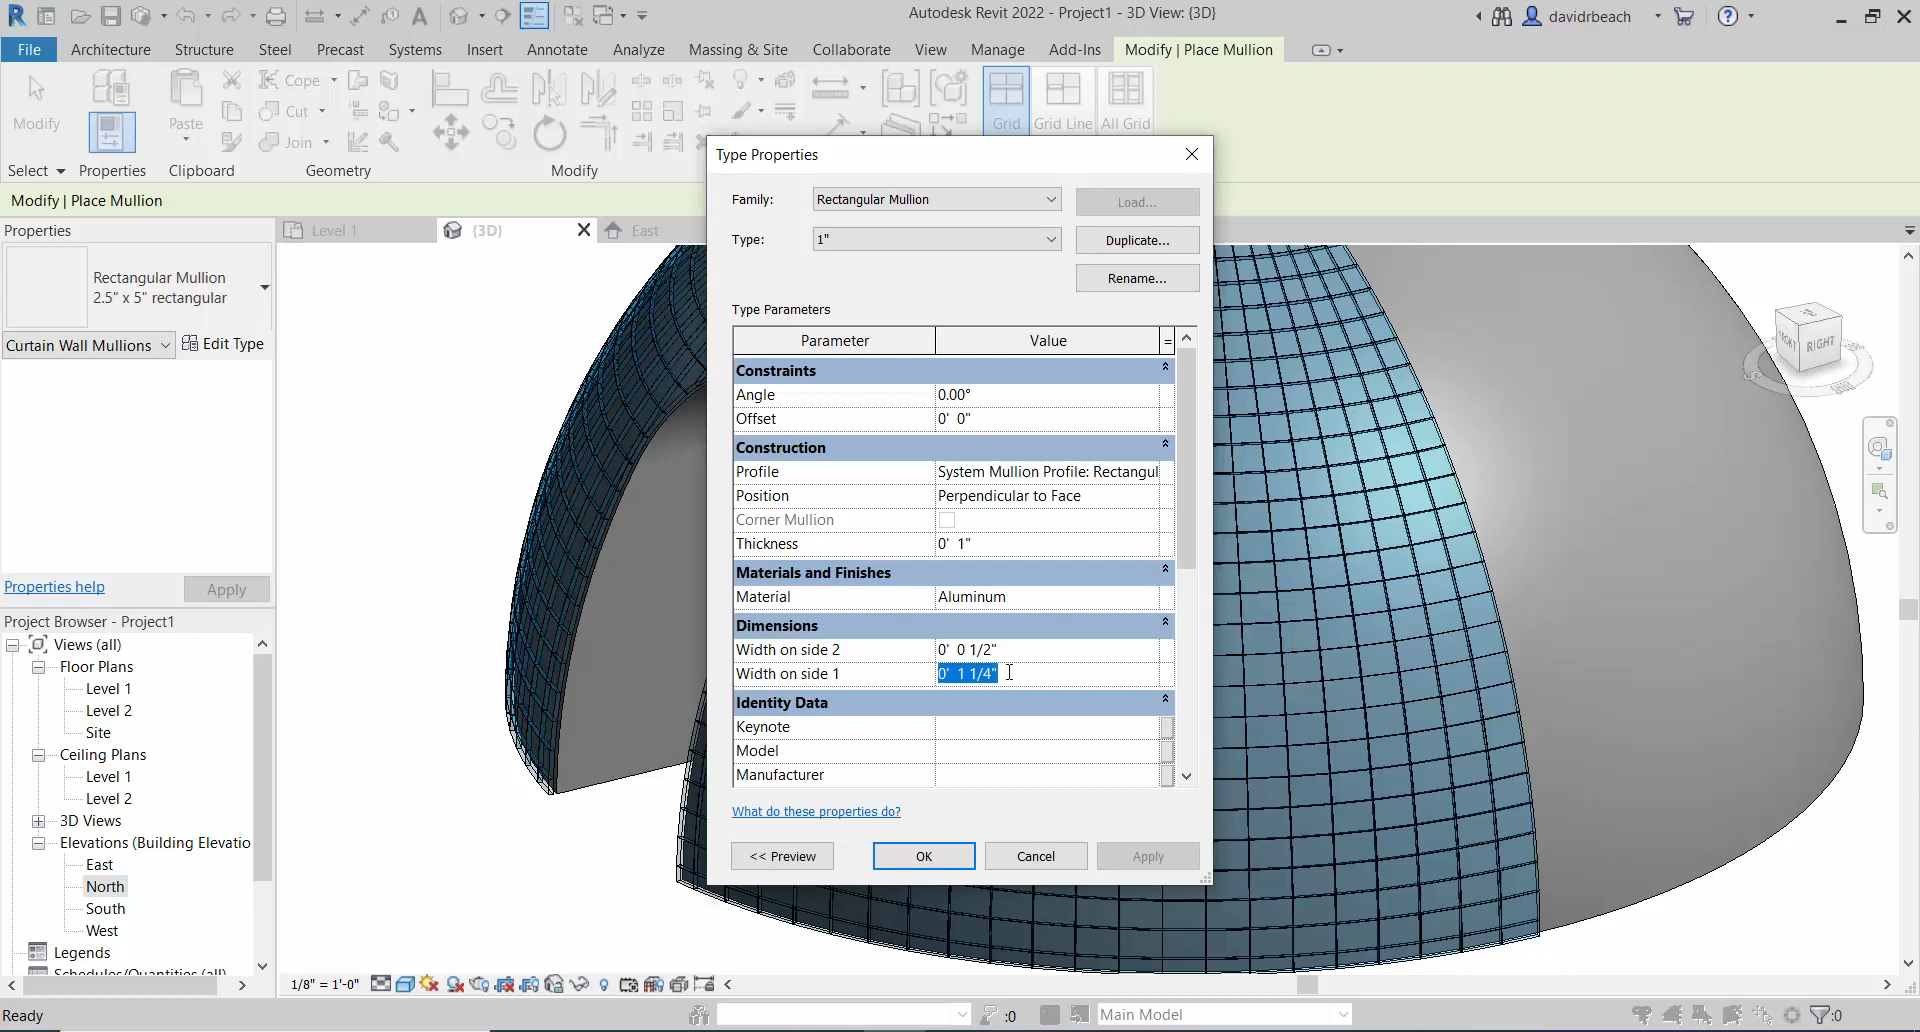 Autodesk Revit 2022 - Project1 - 3D View: {3D}
davidrbeach
File Architecture Structure Steel Precast Systems Insert Annotate Analyze Massing & Site Collaborate View Manage Add-Ins Modify | Place Mullion
Modify Paste Cope Cut Join Grid Grid Line All Grid
Select Properties Clipboard Geometry Modify
Modify | Place Mullion
Properties
Rectangular Mullion
2.5" x 5" rectangular
Curtain Wall Mullions Edit Type
Properties help Apply
Project Browser - Project1
Views (all)
Floor Plans
Level 1
Level 2
Site
Ceiling Plans
Level 1
Level 2
3D Views
Elevations (Building Elevatio
East
North
South
West
Legends
Schedules/Quantities (all)
Level 1 {3D} East
Type Properties
Family: Rectangular Mullion Load...
Type: 1" Duplicate...
Rename...
Type Parameters
Parameter Value =
Constraints
Angle 0.00°
Offset 0' 0"
Construction
Profile System Mullion Profile: Rectangul
Position Perpendicular to Face
Corner Mullion
Thickness 0' 1"
Materials and Finishes
Material Aluminum
Dimensions
Width on side 2 0' 0 1/2"
Width on side 1 0' 1 1/4"
Identity Data
Keynote
Model
Manufacturer
What do these properties do?
<< Preview OK Cancel Apply
FRONT RIGHT
1/8" = 1'-0"
Ready :0 Main Model :0